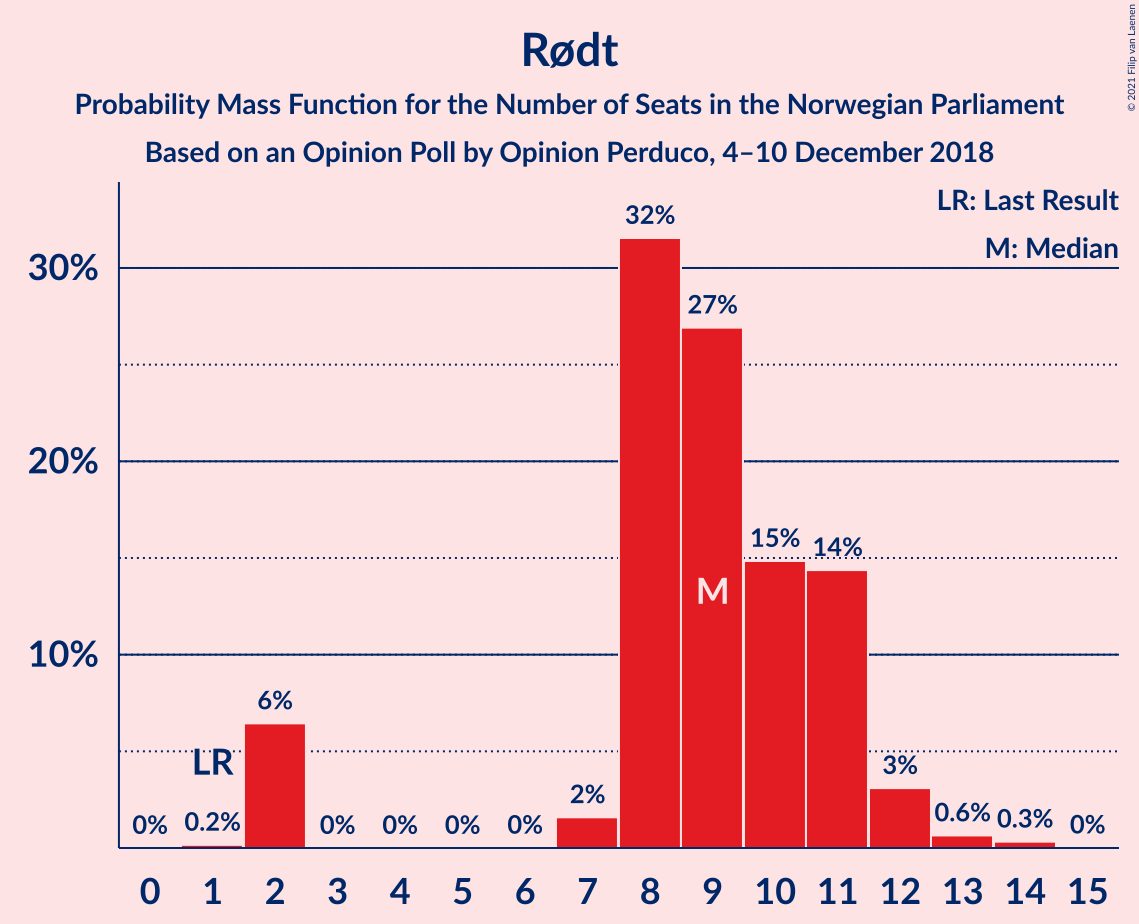 Rødt
Probability Mass Function for the Number of Seats in the Norwegian Parliament
Based on an Opinion Poll by Opinion Perduco, 4–10 December 2018
© 2021 Filip van Laenen
LR: Last Result
M: Median
30%
20%
10%
0%
0.2%
6%
0%
0%
0%
0%
2%
32%
27%
15%
14%
3%
0.6%
0.3%
0%
LR
M
0 1 2 3 4 5 6 7 8 9 10 11 12 13 14 15